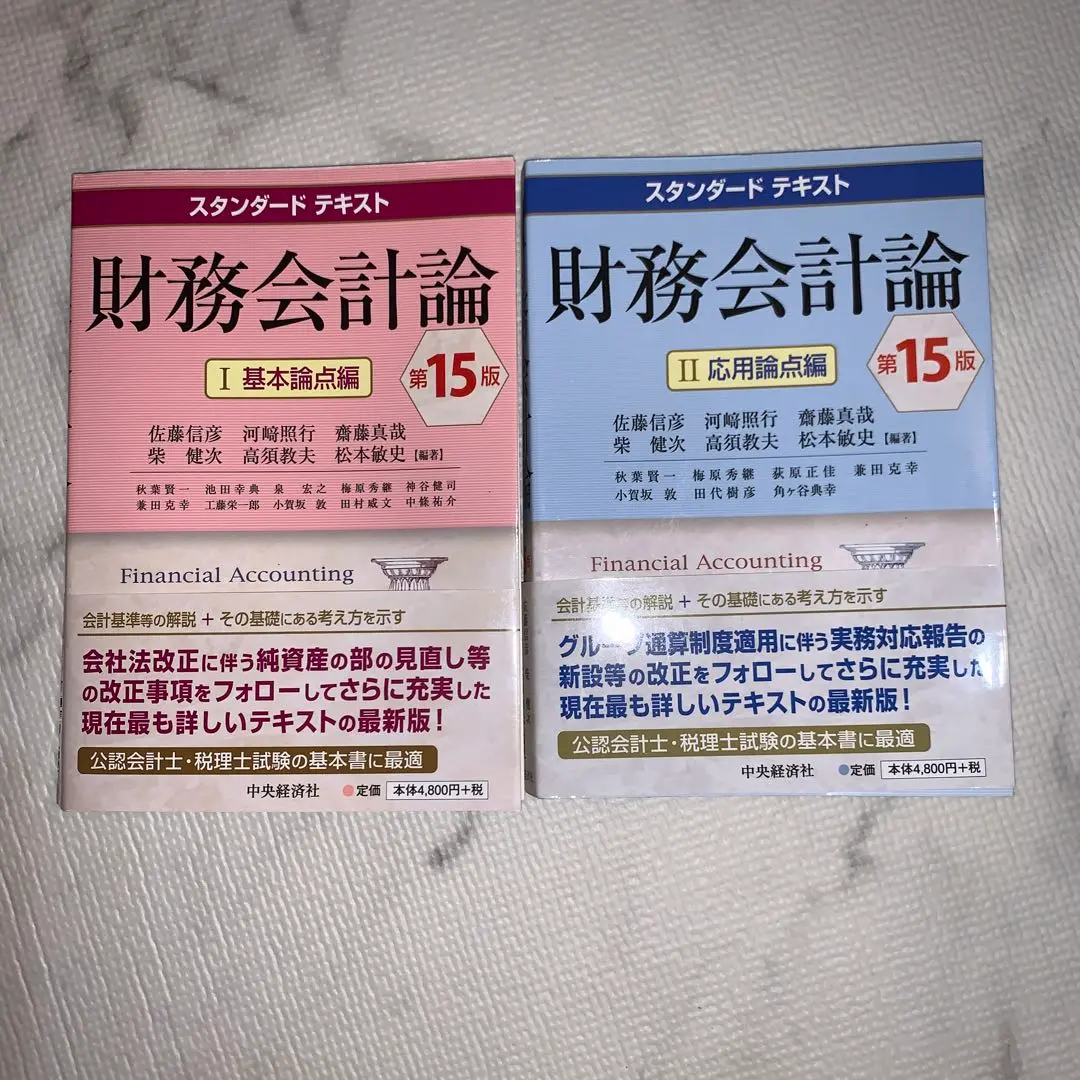 スタンダード テキスト
財務会計論
Ⅰ 基本論点編
第15版
佐藤信彦 河﨑照行 齋藤真哉
柴 健次 高須教夫 松本敏史【編著】
秋葉賢一 池田幸典 泉 宏之 梅原秀継 神谷健司
兼田克幸 工藤栄一郎 小賀坂 敦 田村威文 中條祐介
Financial Accounting
会計基準等の解説 + その基礎にある考え方を示す
会社法改正に伴う純資産の部の見直し等
の改正事項をフォローしてさらに充実した
現在最も詳しいテキストの最新版!
公認会計士・税理士試験の基本書に最適
中央経済社 ●定価 本体4,800円+税
スタンダード テキスト
財務会計論
Ⅱ 応用論点編
第15版
佐藤信彦 河﨑照行 齋藤真哉
柴 健次 高須教夫 松本敏史【編著】
秋葉賢一 梅原秀継 荻原正佳 兼田克幸
小賀坂 敦 田代樹彦 角ヶ谷典幸
Financial Accounting
会計基準等の解説 + その基礎にある考え方を示す
グループ通算制度適用に伴う実務対応報告の
新設等の改正をフォローしてさらに充実した
現在最も詳しいテキストの最新版!
公認会計士・税理士試験の基本書に最適
中央経済社 ●定価 本体4,800円+税